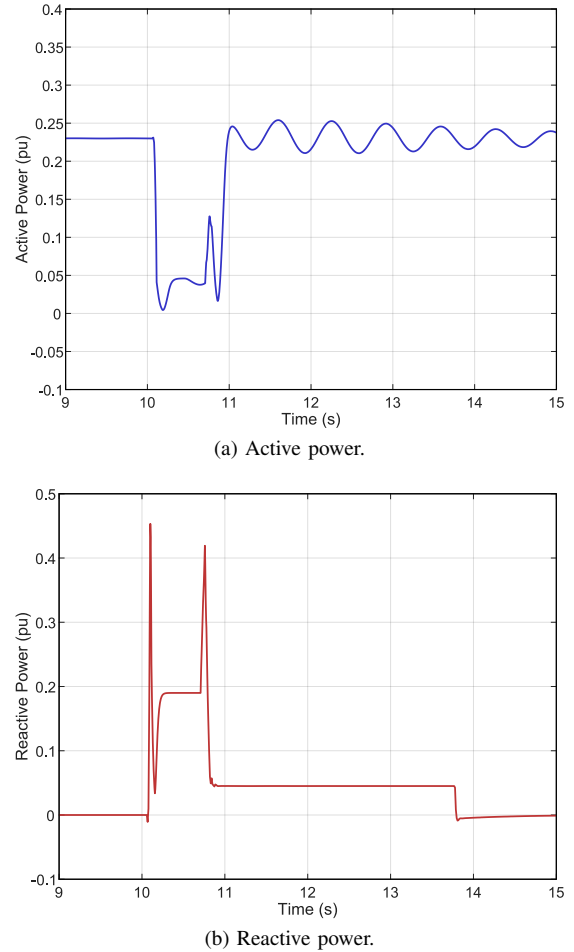 0.4
0.35
0.3
0.25
0.2
0.15
0.1
0.05
0
-0.05
-0.1
Active Power (pu)
9 10 11 12 13 14 15
Time (s)
(a) Active power.
0.5
0.4
0.3
0.2
0.1
0
-0.1
Reactive Power (pu)
9 10 11 12 13 14 15
Time (s)
(b) Reactive power.